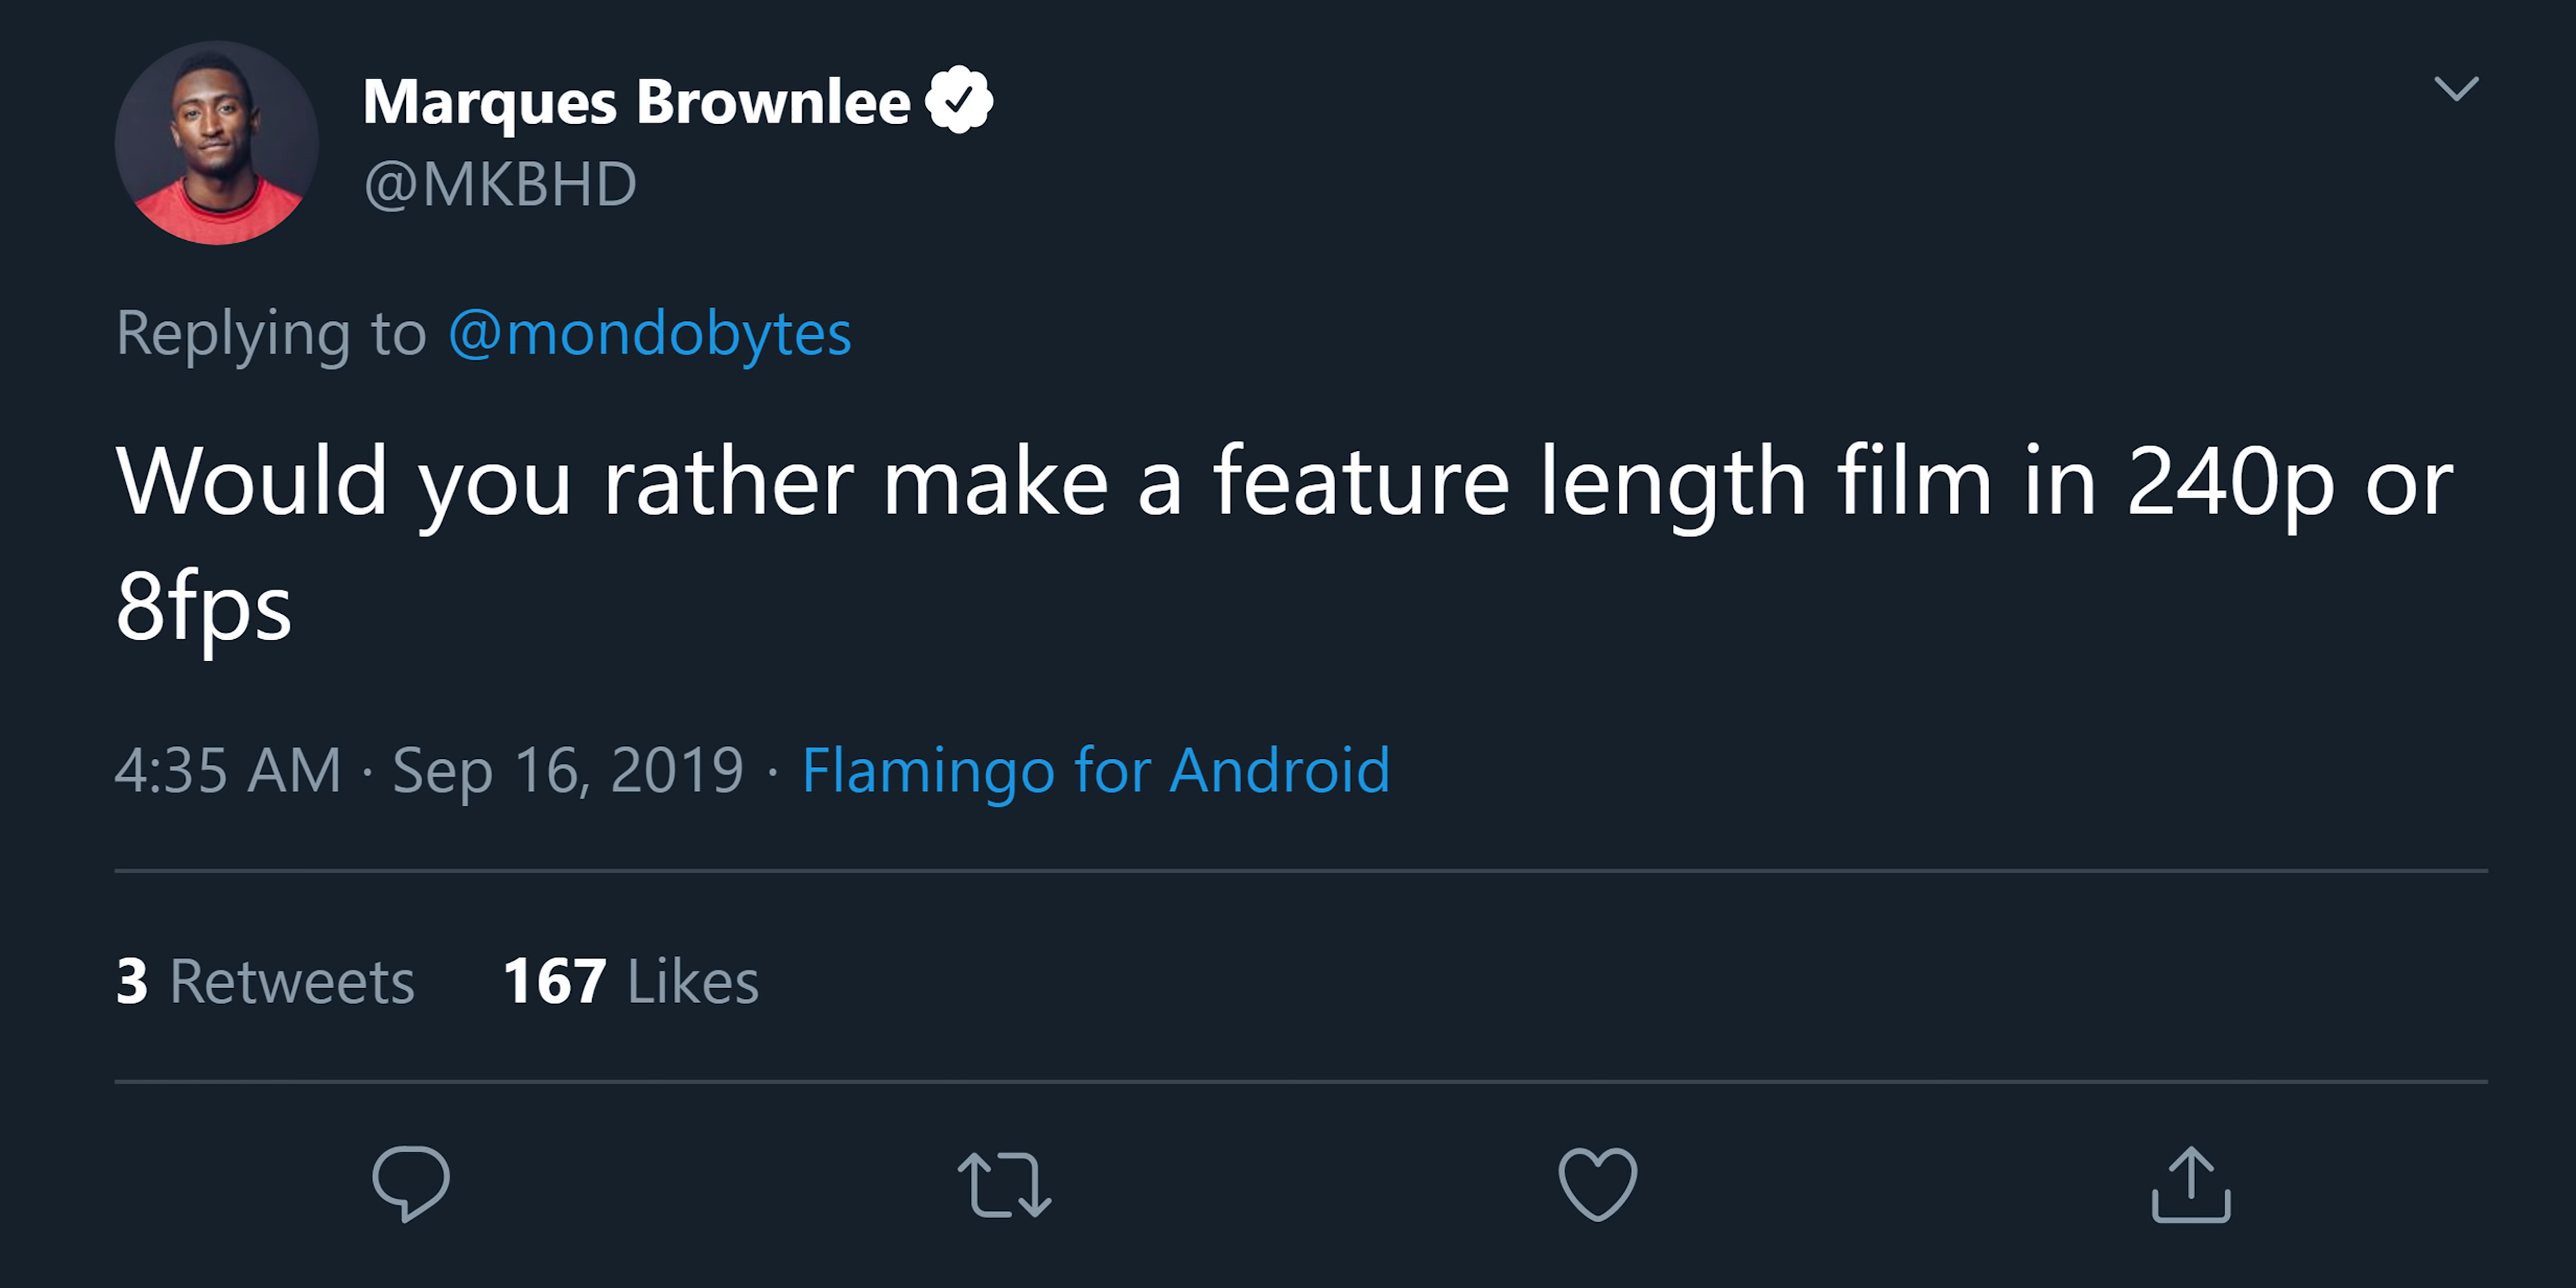 Marques Brownlee
@MKBHD
Replying to @mondobytes
Would you rather make a feature length film in 240p or
8fps
4:35 AM · Sep 16, 2019 · Flamingo for Android
3 Retweets 167 Likes